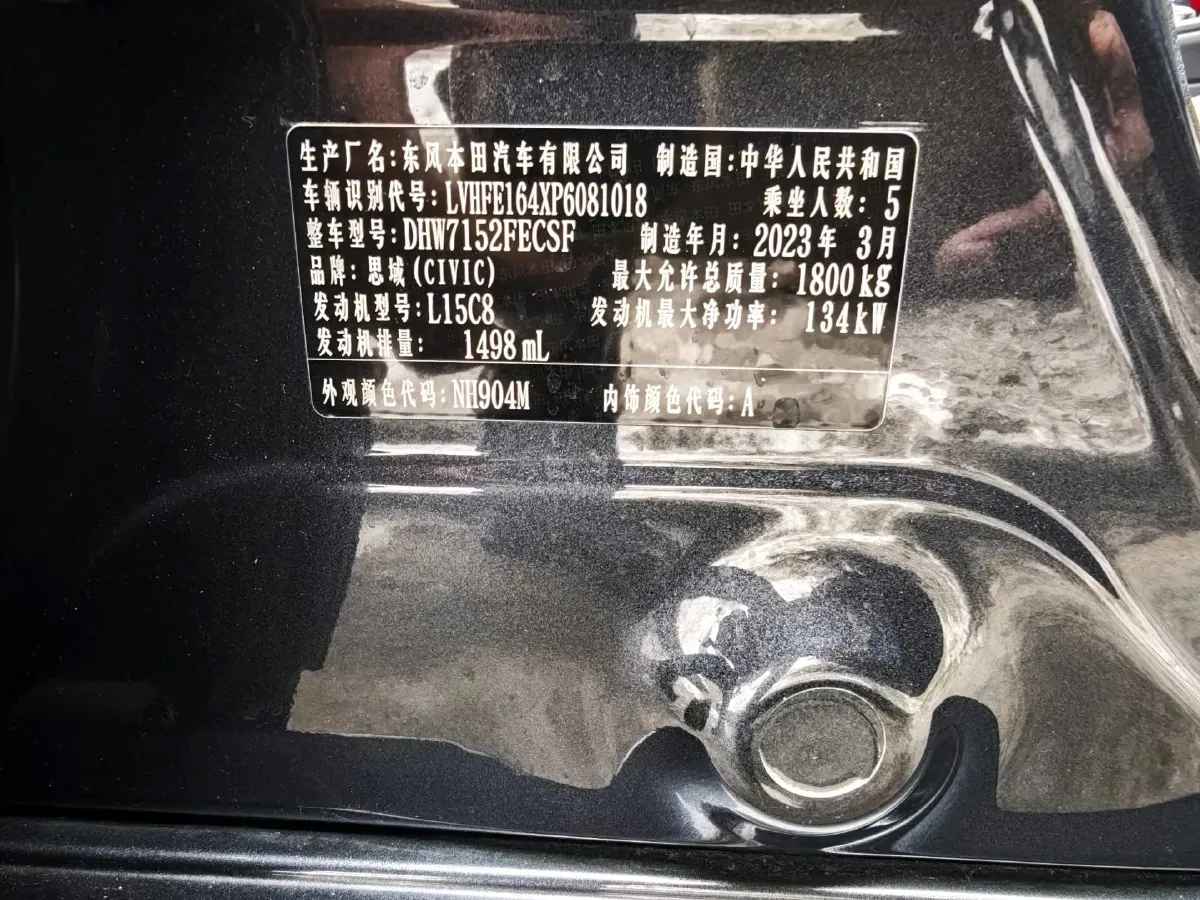 生产厂名:东风本田汽车有限公司 制造国:中华人民共和国
车辆识别代号:LVHFE164XP6081018 乘坐人数: 5
整车型号:DHW7152FECSF 制造年月: 2023年 3月
品牌: 思域(CIVIC) 最大允许总质量: 1800kg
发动机型号:L15C8 发动机最大净功率: 134kW
发动机排量: 1498mL
外观颜色代码:NH904M 内饰颜色代码:A